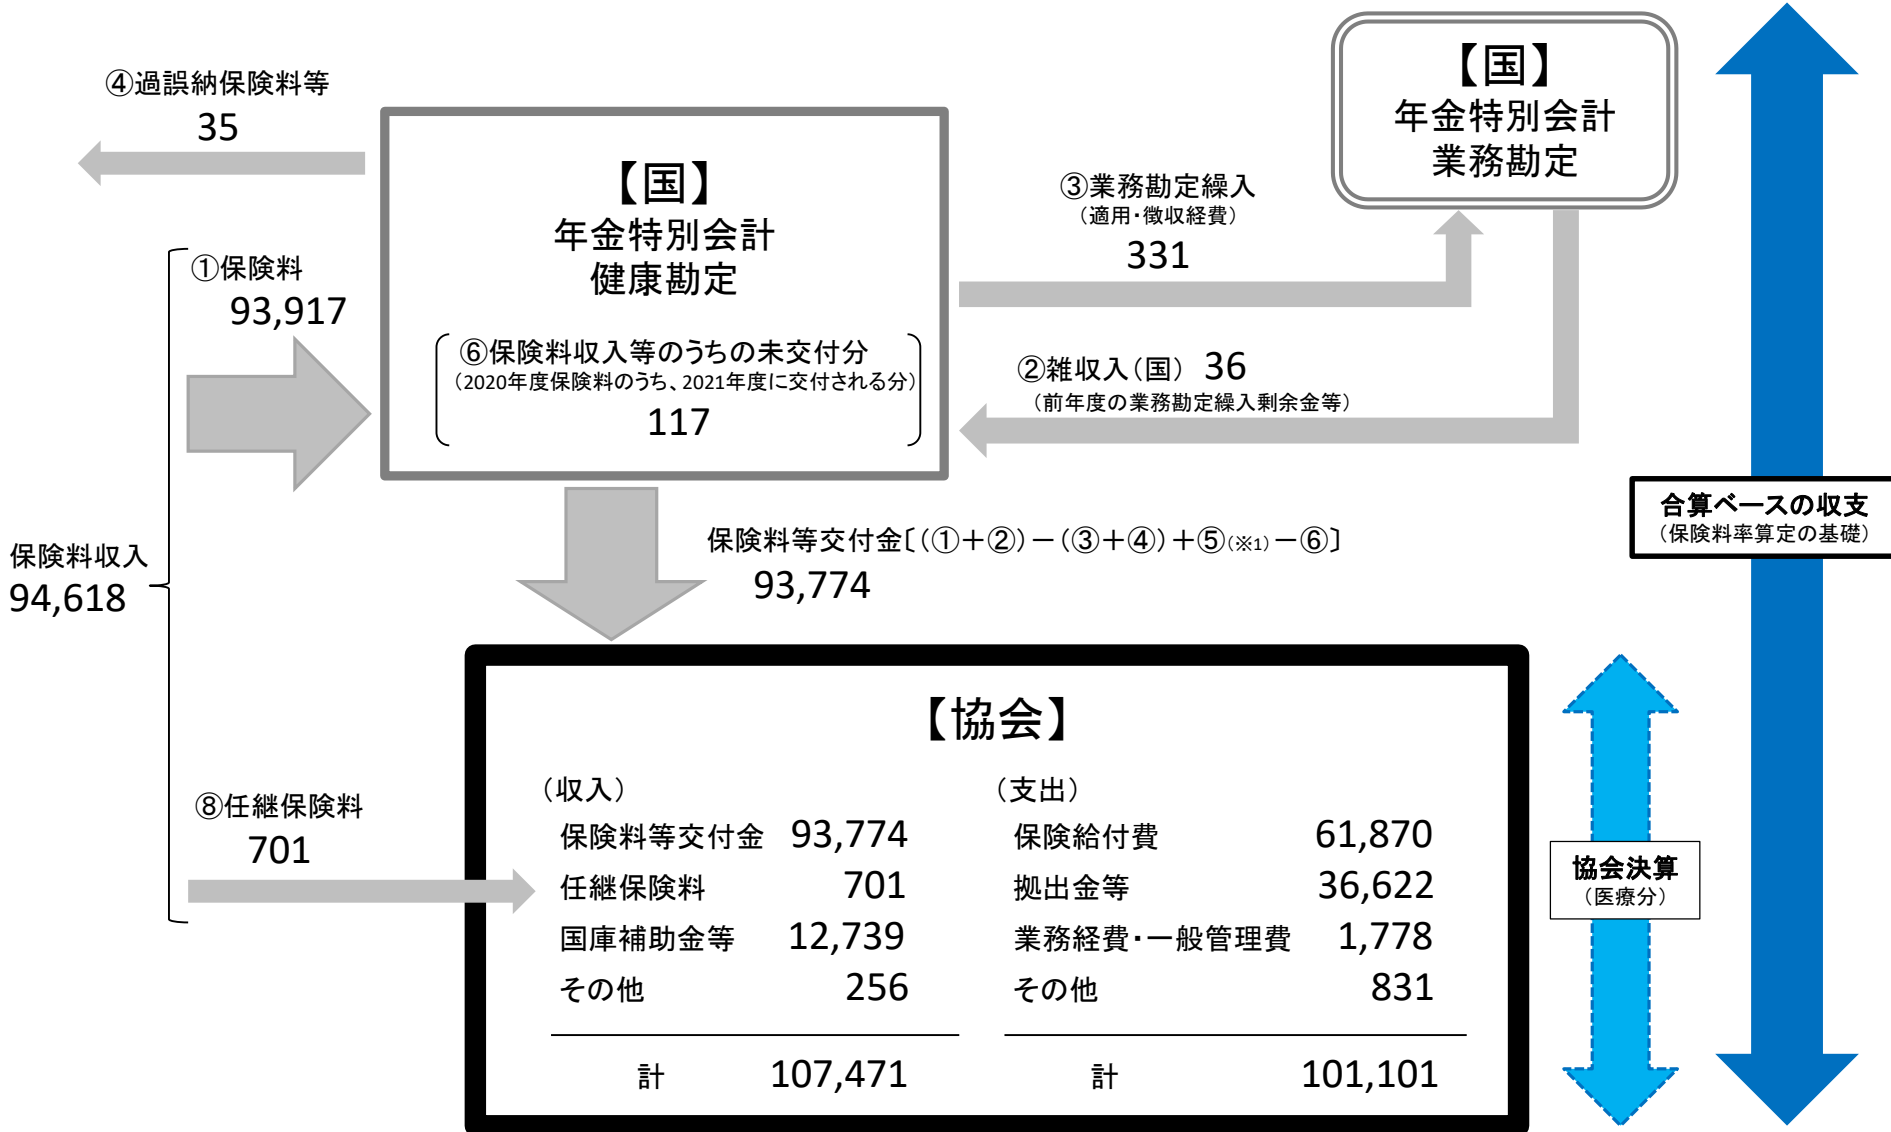 ④過誤納保険料等
35
【国】
年金特別会計
業務勘定
【国】
年金特別会計
健康勘定
③業務勘定繰入
（適用・徴収経費）
331
①保険料
93,917
⑥保険料収入等のうちの未交付分
（2020年度保険料のうち、2021年度に交付される分）
117
②雑収入（国） 36
（前年度の業務勘定繰入剰余金等）
合算ベースの収支
（保険料率算定の基礎）
保険料収入
94,618
保険料等交付金〔（①＋②）－（③＋④）＋⑤（※1）－⑥〕
93,774
【協会】
（収入）
保険料等交付金 93,774
任継保険料 701
国庫補助金等 12,739
その他 256
計 107,471
（支出）
保険給付費 61,870
拠出金等 36,622
業務経費・一般管理費 1,778
その他 831
計 101,101
⑧任継保険料
701
協会決算
（医療分）